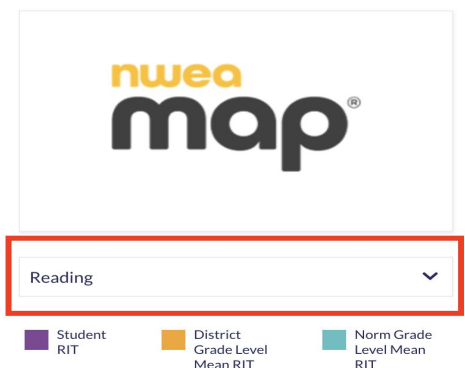 nwea
map®
Reading
Student
RIT
District
Grade Level
Mean RIT
Norm Grade
Level Mean
RIT